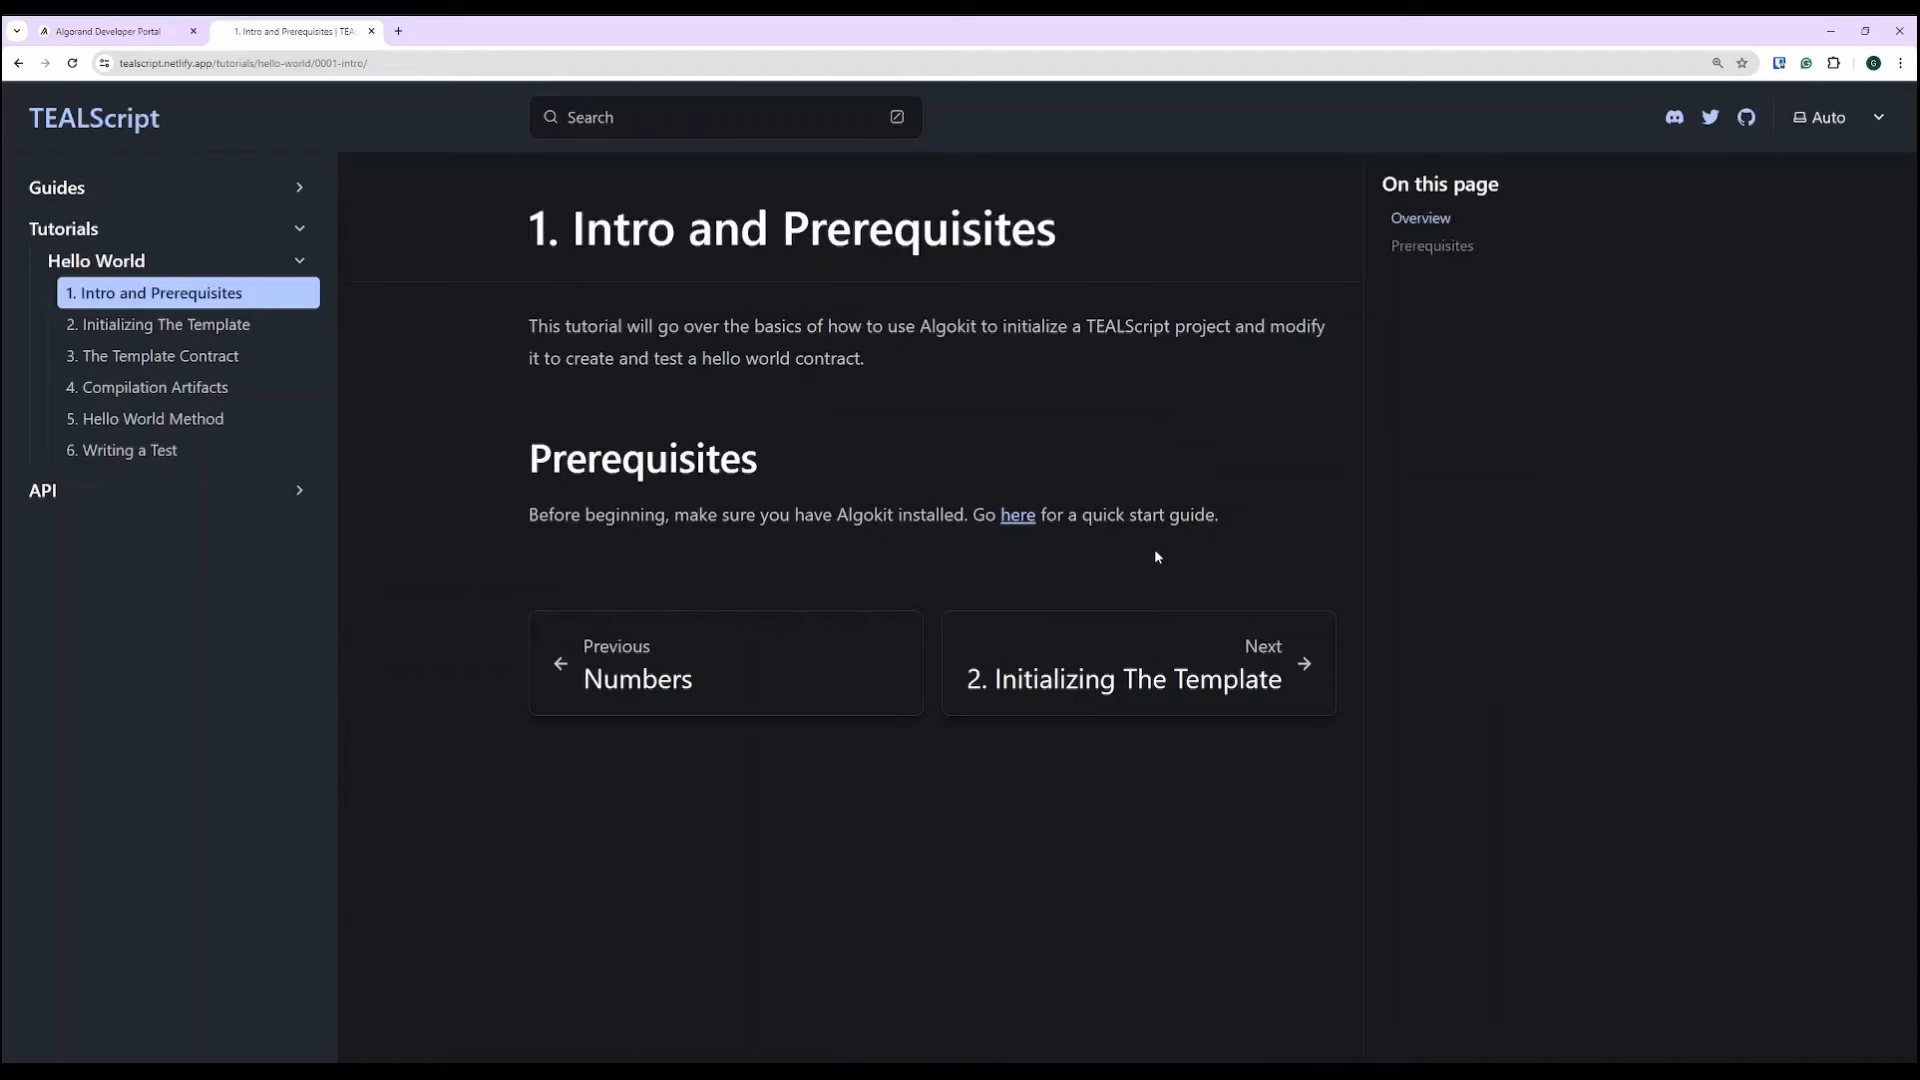 Algorand Developer Portal
1. Intro and Prerequisites | TEAL
tealscript.netlify.app/tutorials/hello-world/0001-intro/
G
TEALScript
Search
Auto
Guides
Tutorials
Hello World
1. Intro and Prerequisites
2. Initializing The Template
3. The Template Contract
4. Compilation Artifacts
5. Hello World Method
6. Writing a Test
API
1. Intro and Prerequisites
This tutorial will go over the basics of how to use Algokit to initialize a TEALScript project and modify
it to create and test a hello world contract.
Prerequisites
Before beginning, make sure you have Algokit installed. Go here for a quick start guide.
Previous
Numbers
Next
2. Initializing The Template
On this page
Overview
Prerequisites